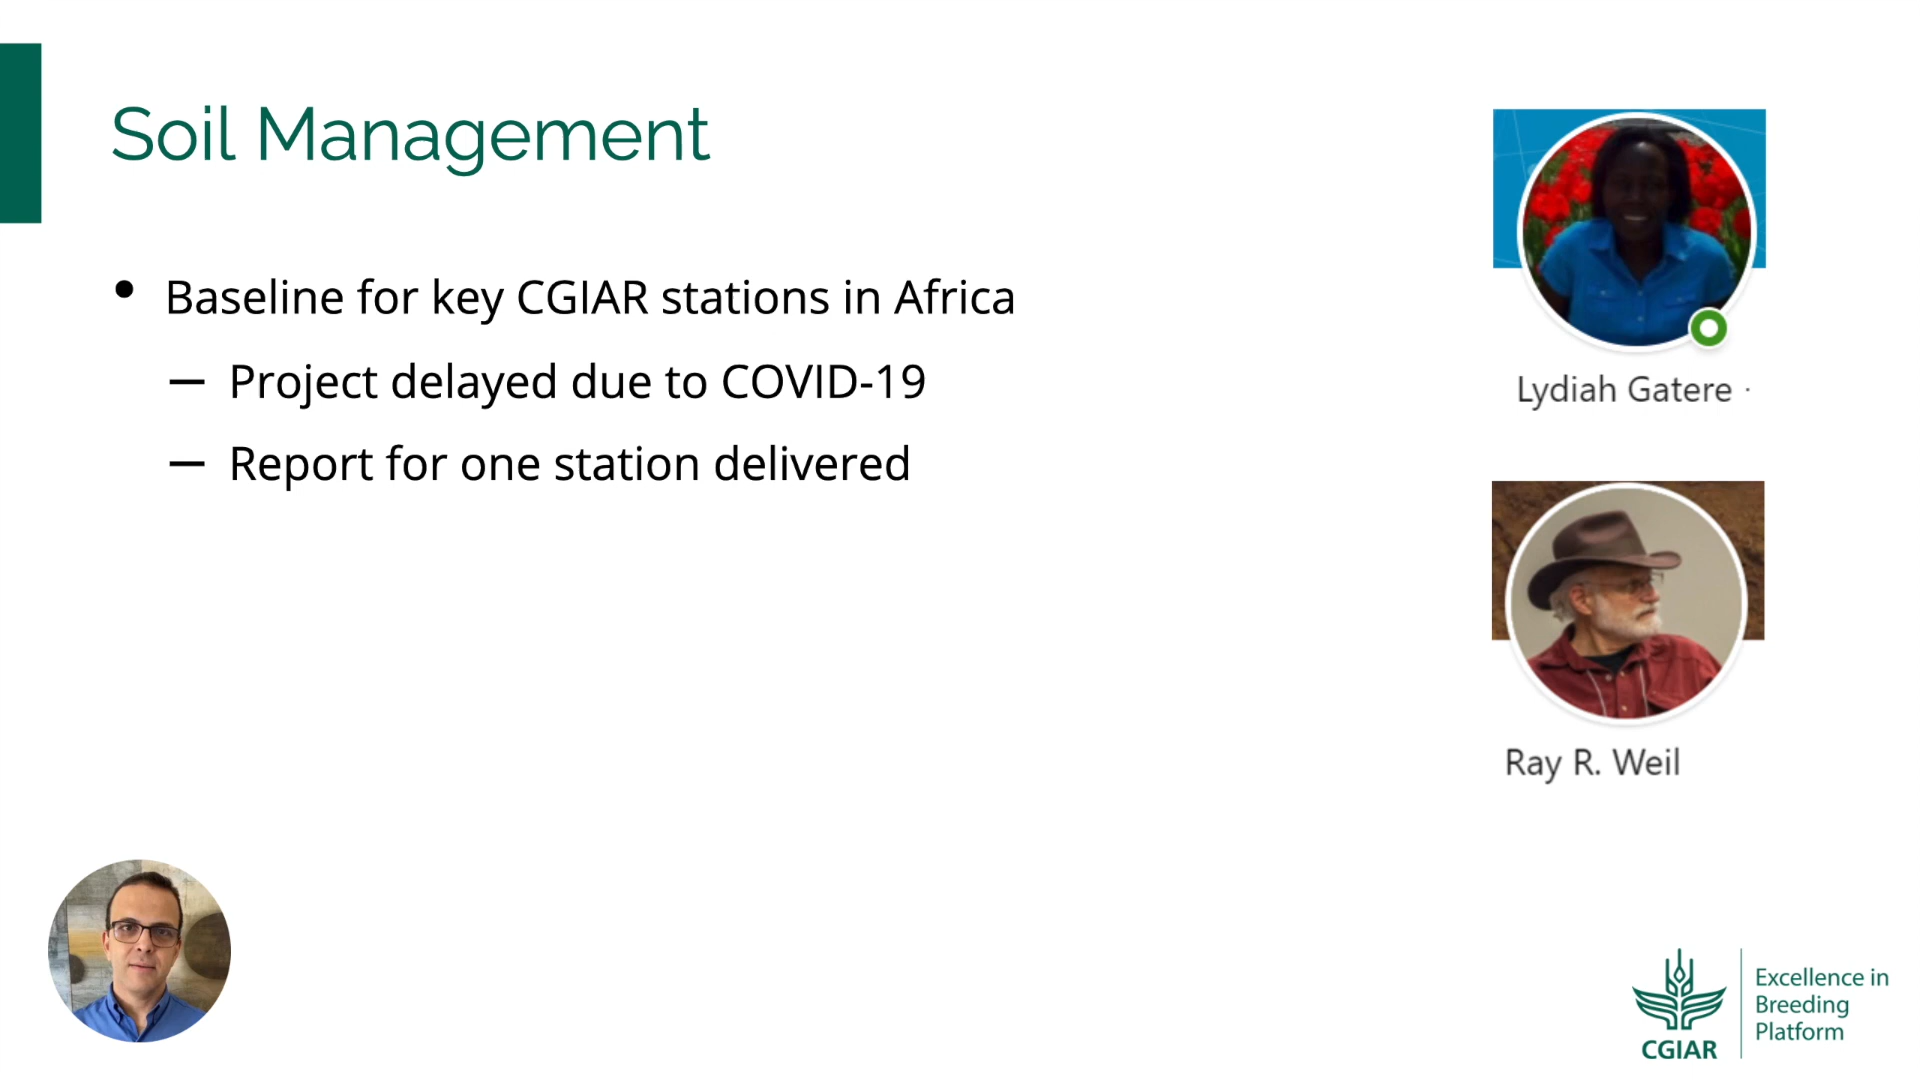 Soil Management
• Baseline for key CGIAR stations in Africa
– Project delayed due to COVID-19
– Report for one station delivered
Lydiah Gatere ·
Ray R. Weil
CGIAR
Excellence in
Breeding
Platform